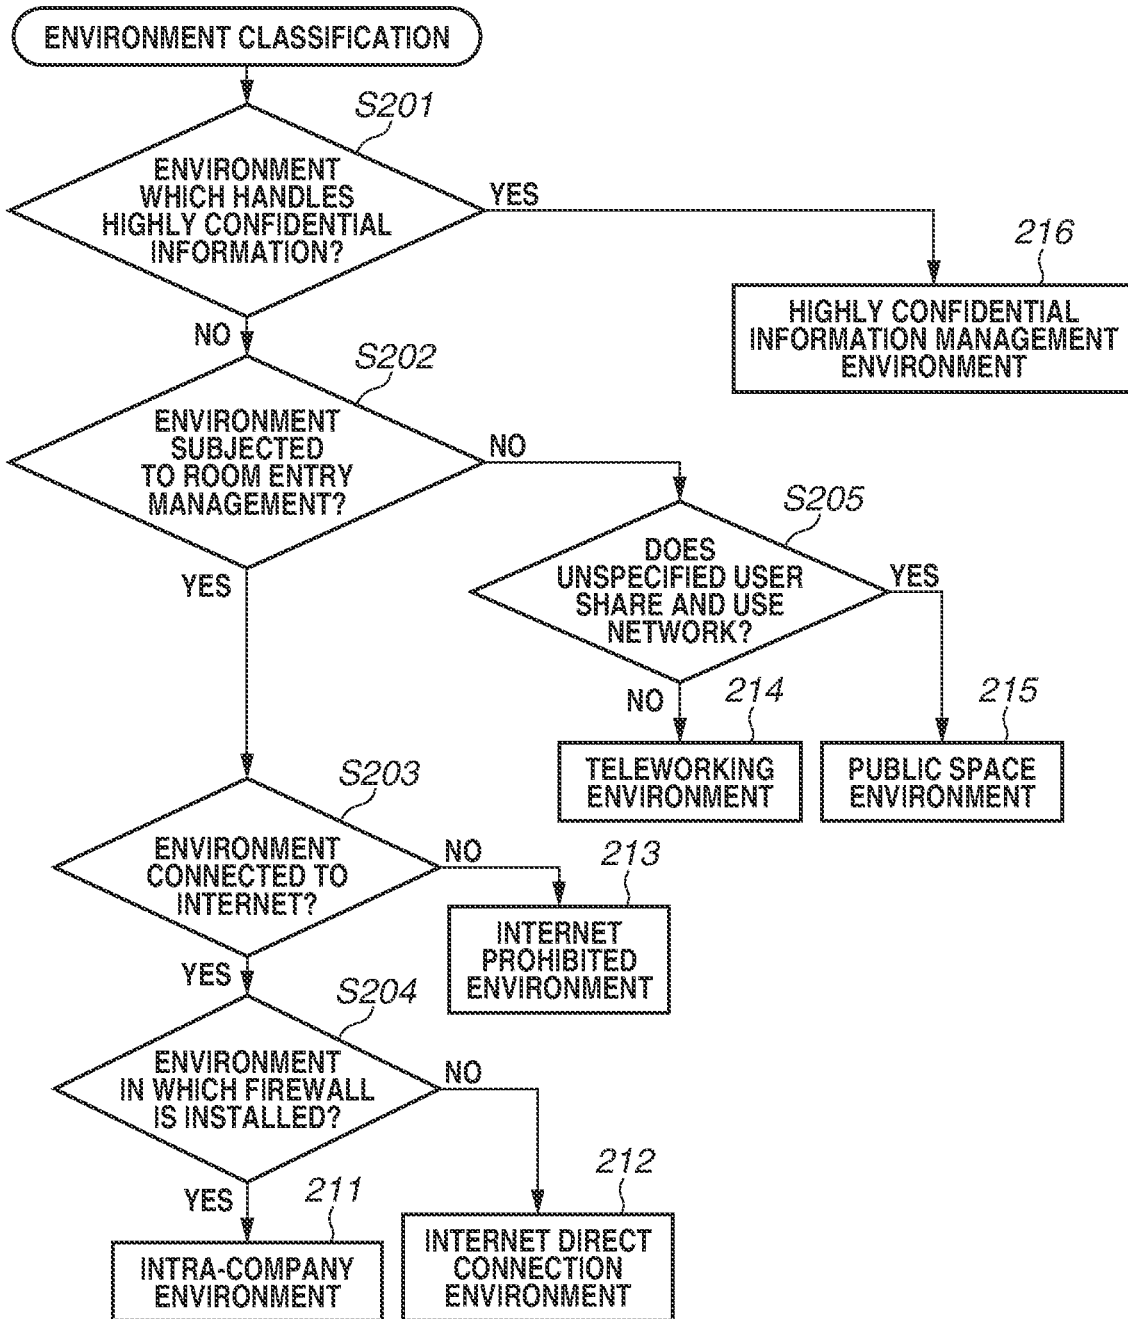 ENVIRONMENT CLASSIFICATION
S201
ENVIRONMENT
WHICH HANDLES
HIGHLY CONFIDENTIAL
INFORMATION?
YES
216
HIGHLY CONFIDENTIAL
INFORMATION MANAGEMENT
ENVIRONMENT
NO
S202
ENVIRONMENT
SUBJECTED
TO ROOM ENTRY
MANAGEMENT?
NO
S205
DOES
UNSPECIFIED USER
SHARE AND USE
NETWORK?
YES
YES
NO
214
TELEWORKING
ENVIRONMENT
215
PUBLIC SPACE
ENVIRONMENT
S203
ENVIRONMENT
CONNECTED TO
INTERNET?
NO
213
INTERNET
PROHIBITED
ENVIRONMENT
YES
S204
ENVIRONMENT
IN WHICH FIREWALL
IS INSTALLED?
NO
YES
211
INTRA-COMPANY
ENVIRONMENT
212
INTERNET DIRECT
CONNECTION
ENVIRONMENT